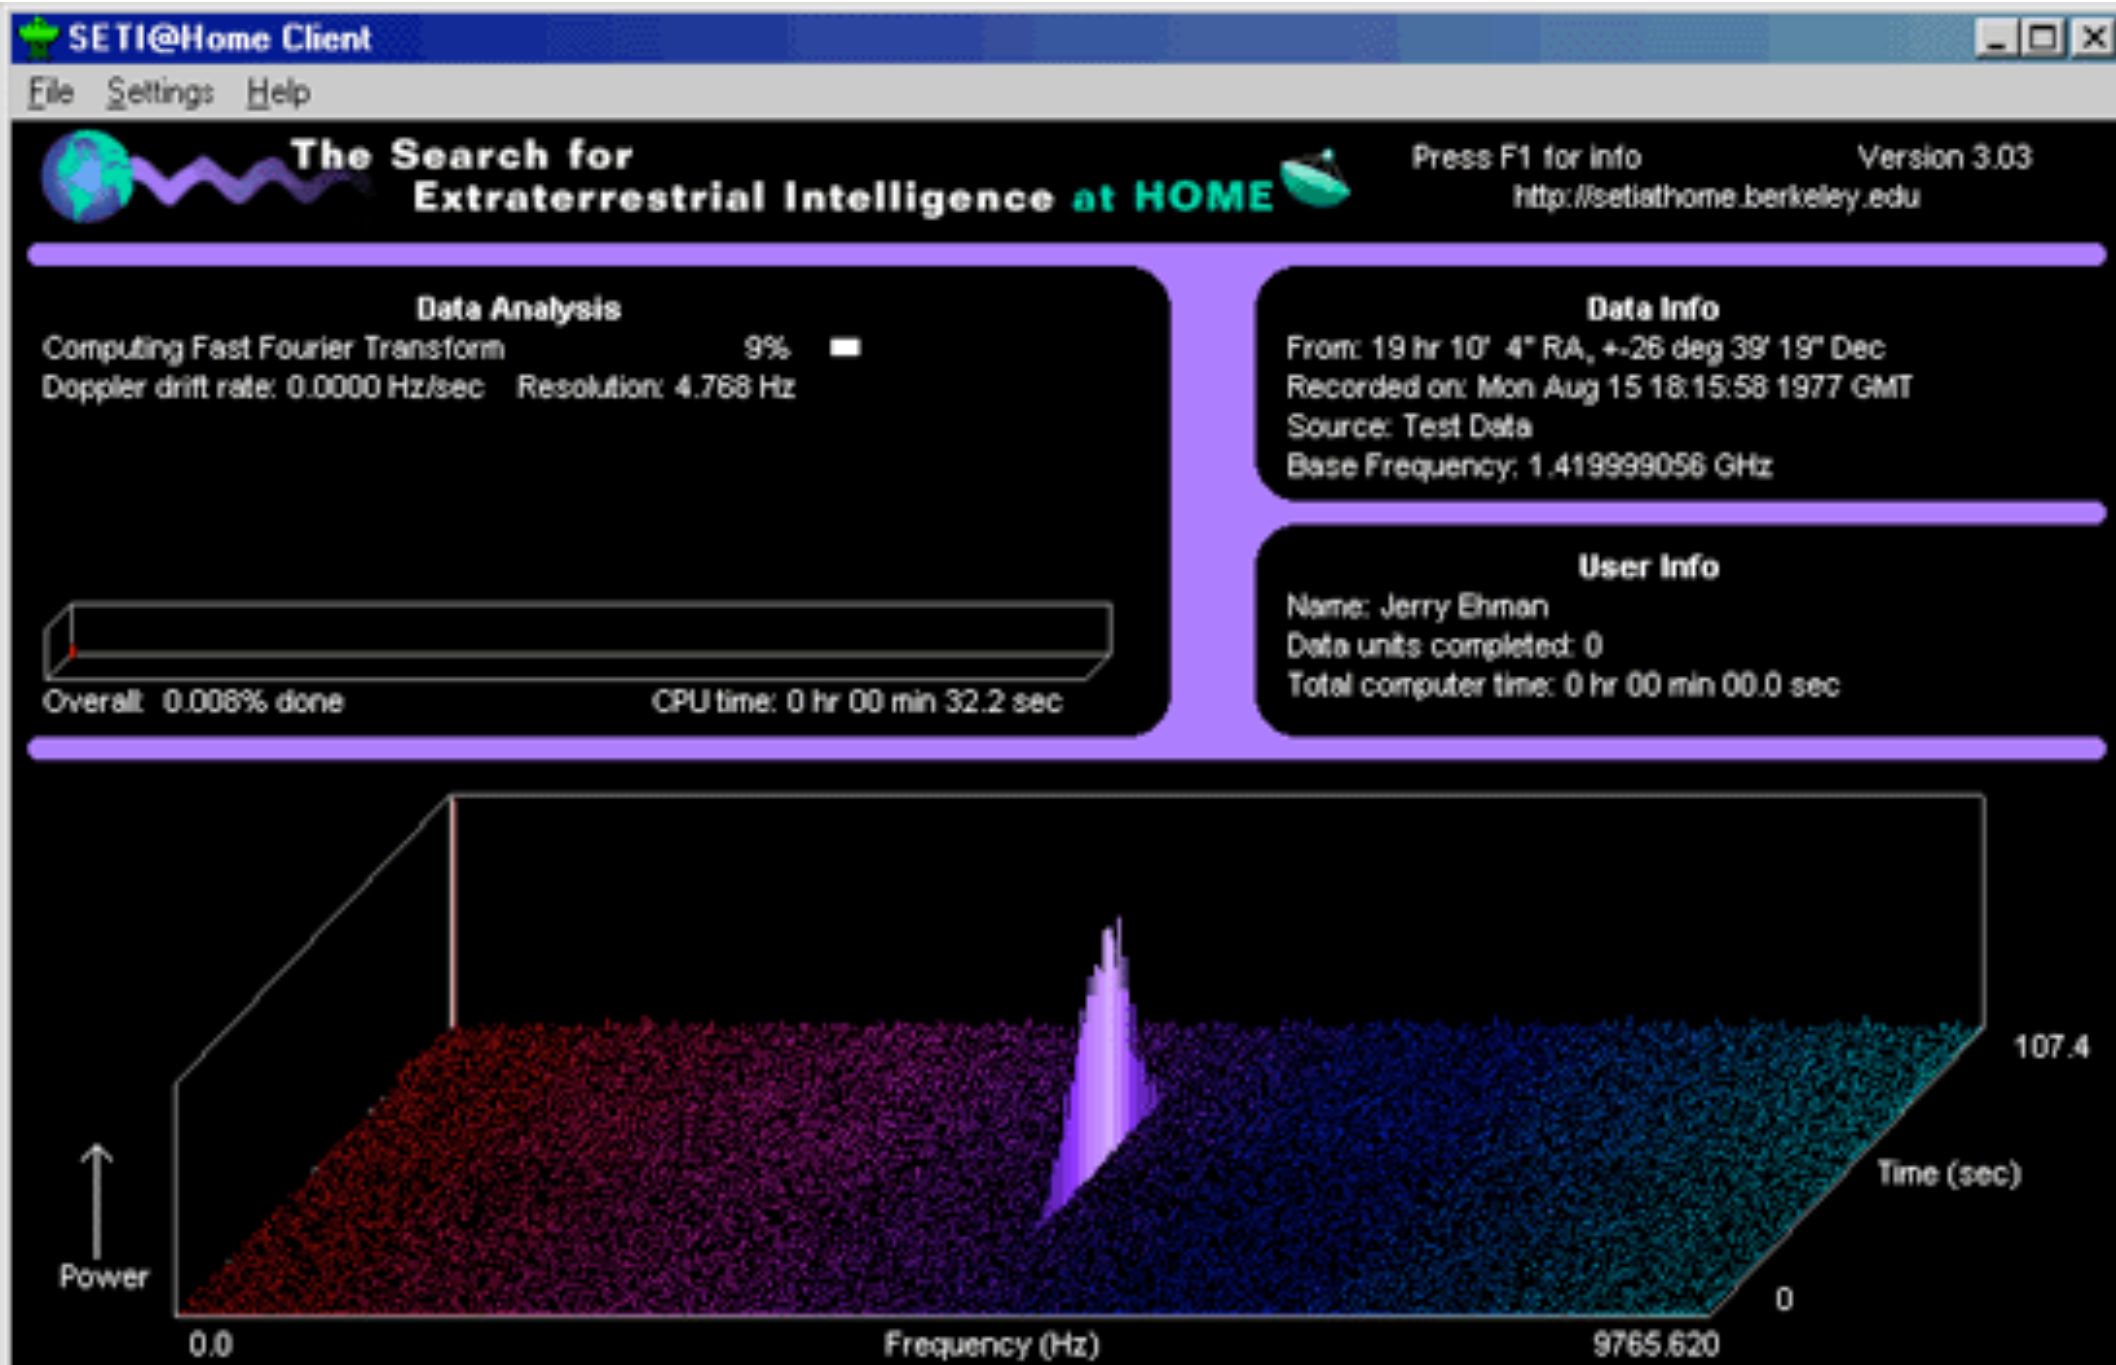 SETI@Home Client
File Settings Help
The Search for
Extraterrestrial Intelligence at HOME
Press F1 for info Version 3.03
http://setiathome.berkeley.edu
Data Analysis
Computing Fast Fourier Transform 9%
Doppler drift rate: 0.0000 Hz/sec Resolution: 4.768 Hz
Overall: 0.008% done CPU time: 0 hr 00 min 32.2 sec
Data Info
From: 19 hr 10' 4" RA, +-26 deg 39' 19" Dec
Recorded on: Mon Aug 15 18:15:58 1977 GMT
Source: Test Data
Base Frequency: 1.419999056 GHz
User Info
Name: Jerry Ehman
Data units completed: 0
Total computer time: 0 hr 00 min 00.0 sec
107.4
Time (sec)
Power
0
0.0 Frequency (Hz) 9765.620